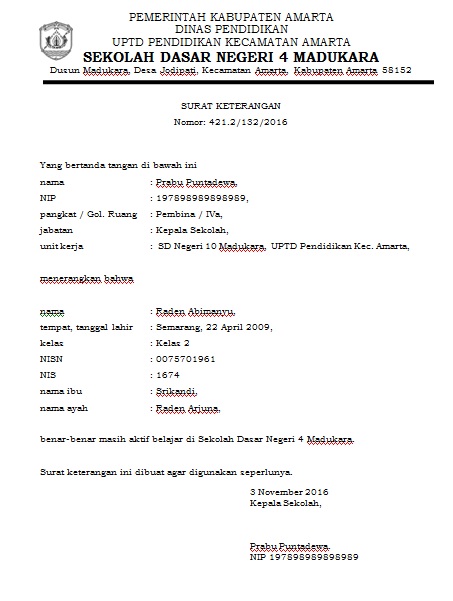 PEMERINTAH KABUPATEN AMARTA
DINAS PENDIDIKAN
UPTD PENDIDIKAN KECAMATAN AMARTA
SEKOLAH DASAR NEGERI 4 MADUKARA
Dusun Madukara, Desa Jodipati, Kecamatan Amarta, Kabupaten Amarta 58152
SURAT KETERANGAN
Nomor: 421.2/132/2016
Yang bertanda tangan di bawah ini
nama : Prabu Puntadewa,
NIP : 197898989898989,
pangkat / Gol. Ruang : Pembina / IVa,
jabatan : Kepala Sekolah,
unit kerja : SD Negeri 10 Madukara, UPTD Pendidikan Kec. Amarta,
menerangkan bahwa
nama : Raden Abimanyu,
tempat, tanggal lahir : Semarang, 22 April 2009,
kelas : Kelas 2
NISN : 0075701961
NIS : 1674
nama ibu : Srikandi,
nama ayah : Raden Arjuna,
benar-benar masih aktif belajar di Sekolah Dasar Negeri 4 Madukara.
Surat keterangan ini dibuat agar digunakan seperlunya.
3 November 2016
Kepala Sekolah,
Prabu Puntadewa.
NIP 197898989898989